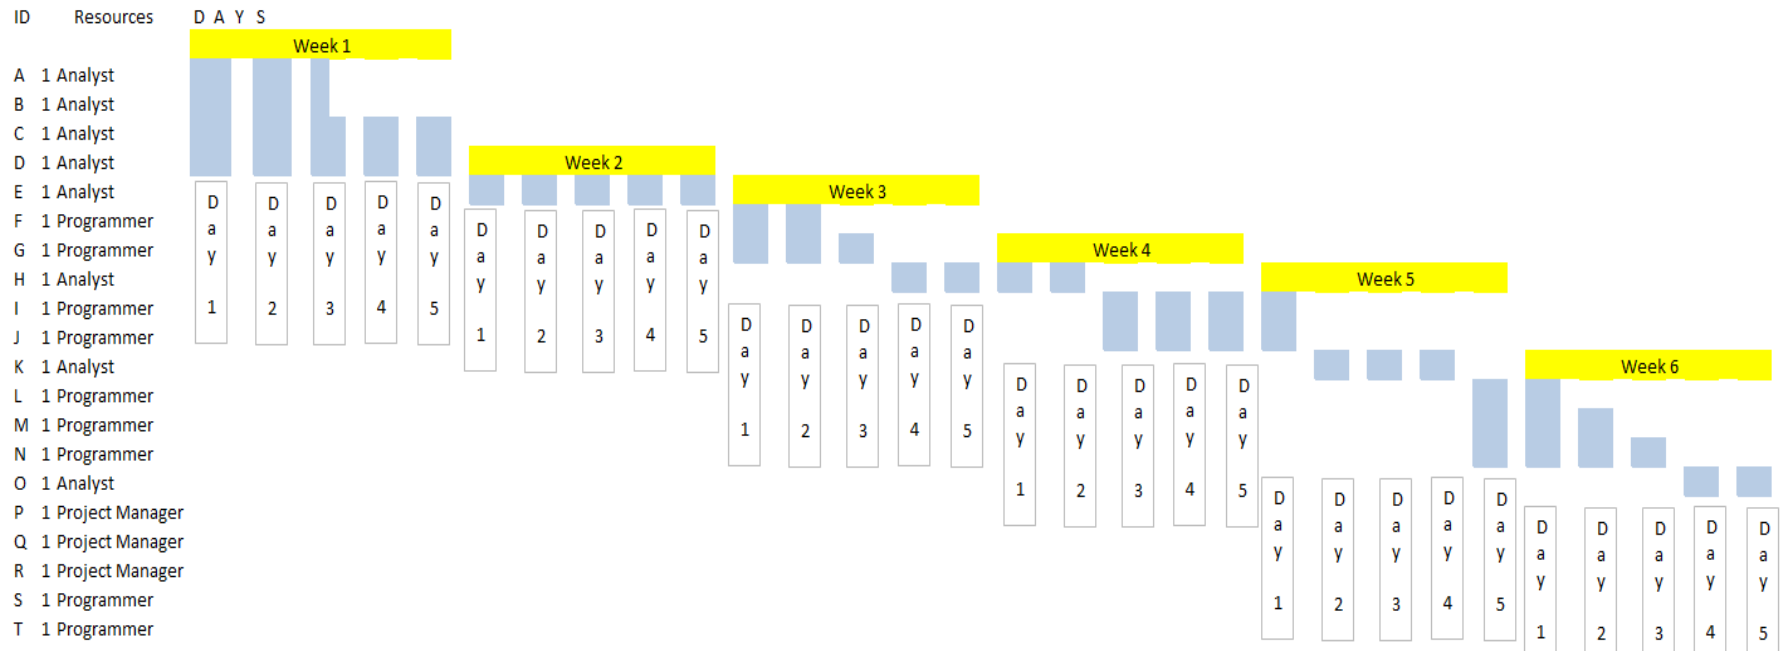 ID Resources D A Y S
Week 1
A 1 Analyst
B 1 Analyst
C 1 Analyst
D 1 Analyst
Week 2
E 1 Analyst
Week 3
F 1 Programmer
G 1 Programmer
Week 4
H 1 Analyst
Week 5
I 1 Programmer
J 1 Programmer
K 1 Analyst
Week 6
L 1 Programmer
M 1 Programmer
N 1 Programmer
O 1 Analyst
P 1 Project Manager
Q 1 Project Manager
R 1 Project Manager
S 1 Programmer
T 1 Programmer
Day 1
Day 2
Day 3
Day 4
Day 5
Day 1
Day 2
Day 3
Day 4
Day 5
Day 1
Day 2
Day 3
Day 4
Day 5
Day 1
Day 2
Day 3
Day 4
Day 5
Day 1
Day 2
Day 3
Day 4
Day 5
Day 1
Day 2
Day 3
Day 4
Day 5